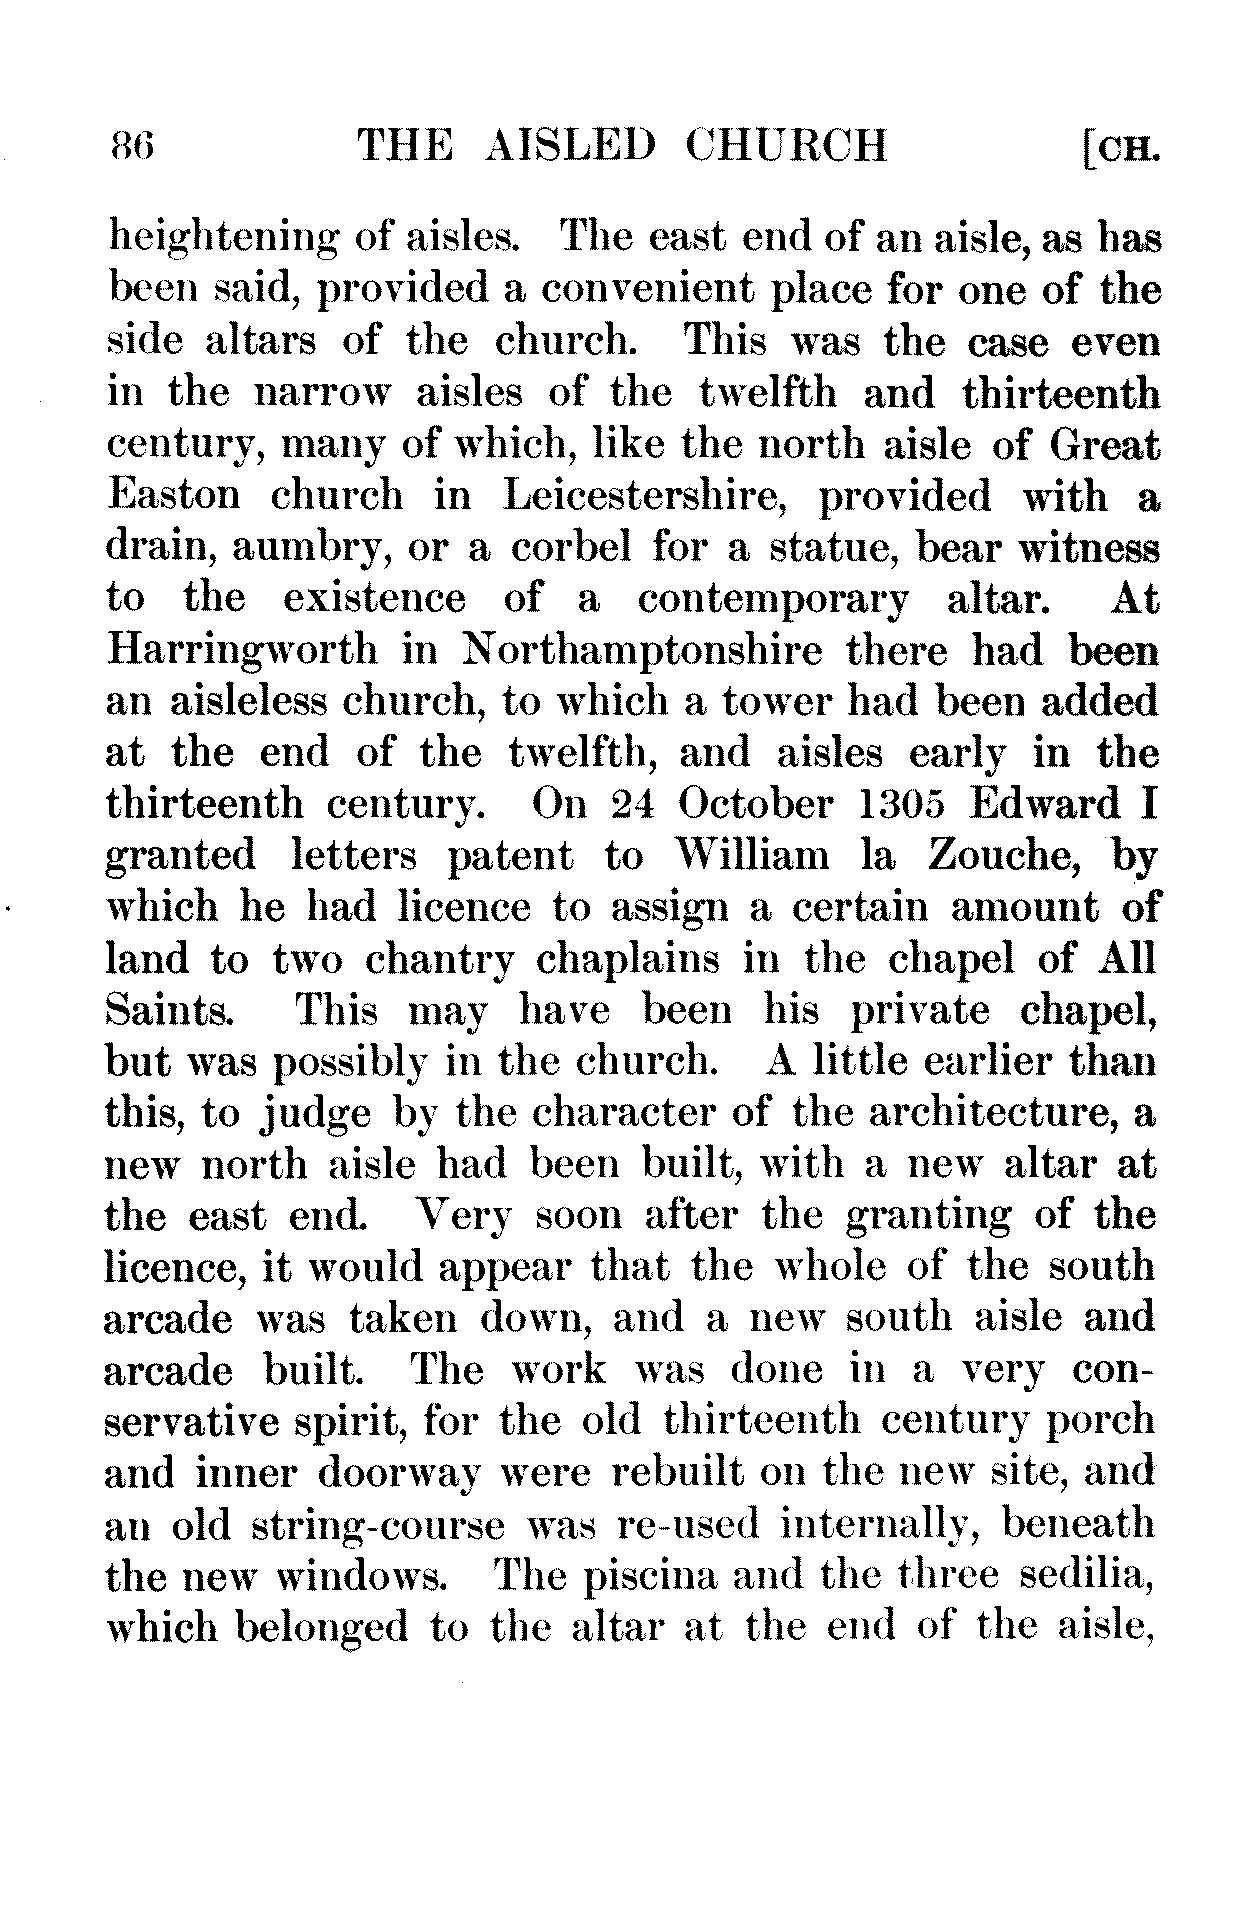 86 THE AISLED CHURCH [CH.
heightening of aisles. The east end of an aisle, as has
been said, provided a convenient place for one of the
side altars of the church. This was the case even
in the narrow aisles of the twelfth and thirteenth
century, many of which, like the north aisle of Great
Easton church in Leicestershire, provided with a
drain, aumbry, or a corbel for a statue, bear witness
to the existence of a contemporary altar. At
Harringworth in Northamptonshire there had been
an aisleless church, to which a tower had been added
at the end of the twelfth, and aisles early in the
thirteenth century. On 24 October 1305 Edward I
granted letters patent to William la Zouche, by
which he had licence to assign a certain amount of
land to two chantry chaplains in the chapel of All
Saints. This may have been his private chapel,
but was possibly in the church. A little earlier than
this, to judge by the character of the architecture, a
new north aisle had been built, with a new altar at
the east end. Very soon after the granting of the
licence, it would appear that the whole of the south
arcade was taken down, and a new south aisle and
arcade built. The work was done in a very con-
servative spirit, for the old thirteenth century porch
and inner doorway were rebuilt on the new site, and
an old string-course was re-used internally, beneath
the new windows. The piscina and the three sedilia,
which belonged to the altar at the end of the aisle,